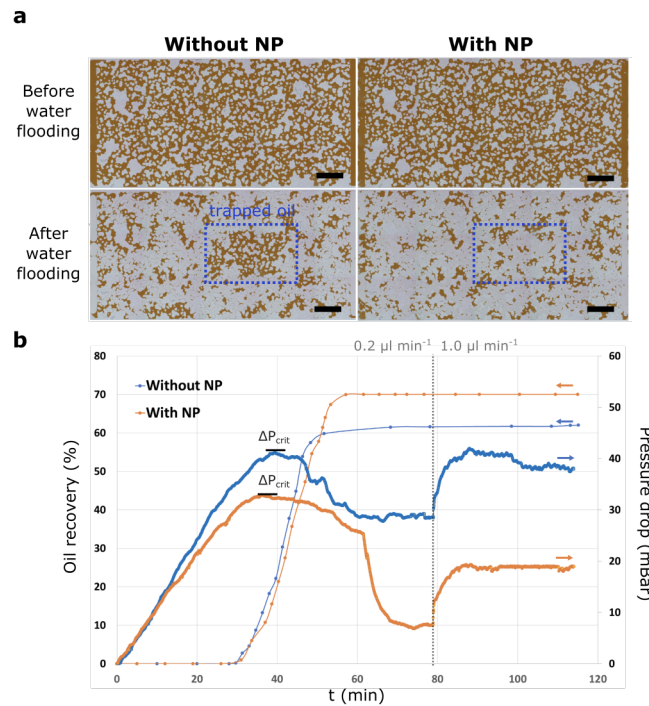 a
Without NP
With NP
Before
water
flooding
trapped oil
After
water
flooding
b
0.2 µl min⁻¹
1.0 µl min⁻¹
80
70
60
50
40
30
20
10
0
Oil recovery (%)
Without NP
With NP
ΔPcrit
ΔPcrit
60
50
40
30
20
10
0
Pressure drop (mbar)
0
20
40
60
80
100
120
t (min)